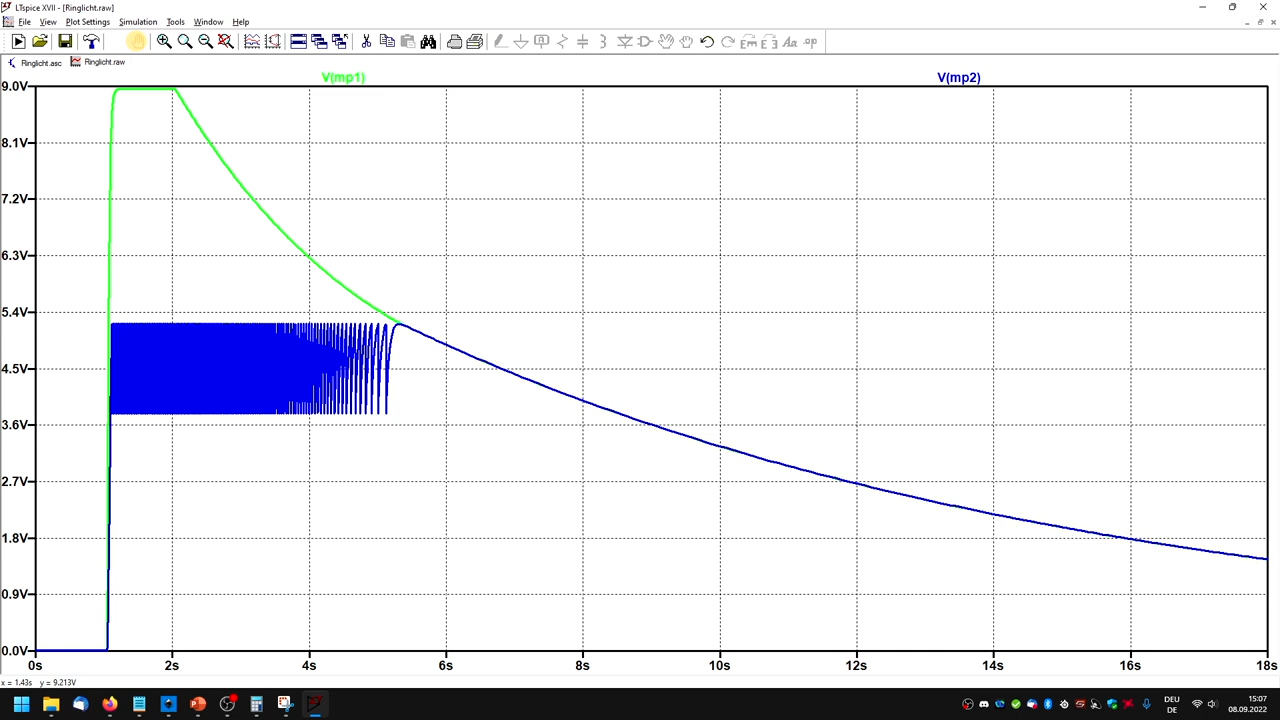 LTspice XVII - [Ringlicht.raw]
File View Plot Settings Simulation Tools Window Help
Ringlicht.asc Ringlicht.raw
V(mp1) V(mp2)
9.0V
8.1V
7.2V
6.3V
5.4V
4.5V
3.6V
2.7V
1.8V
0.9V
0.0V
0s 2s 4s 6s 8s 10s 12s 14s 16s 18s
x = 1.43s y = 9.213V
DEU 15:07
DE 08.09.2022